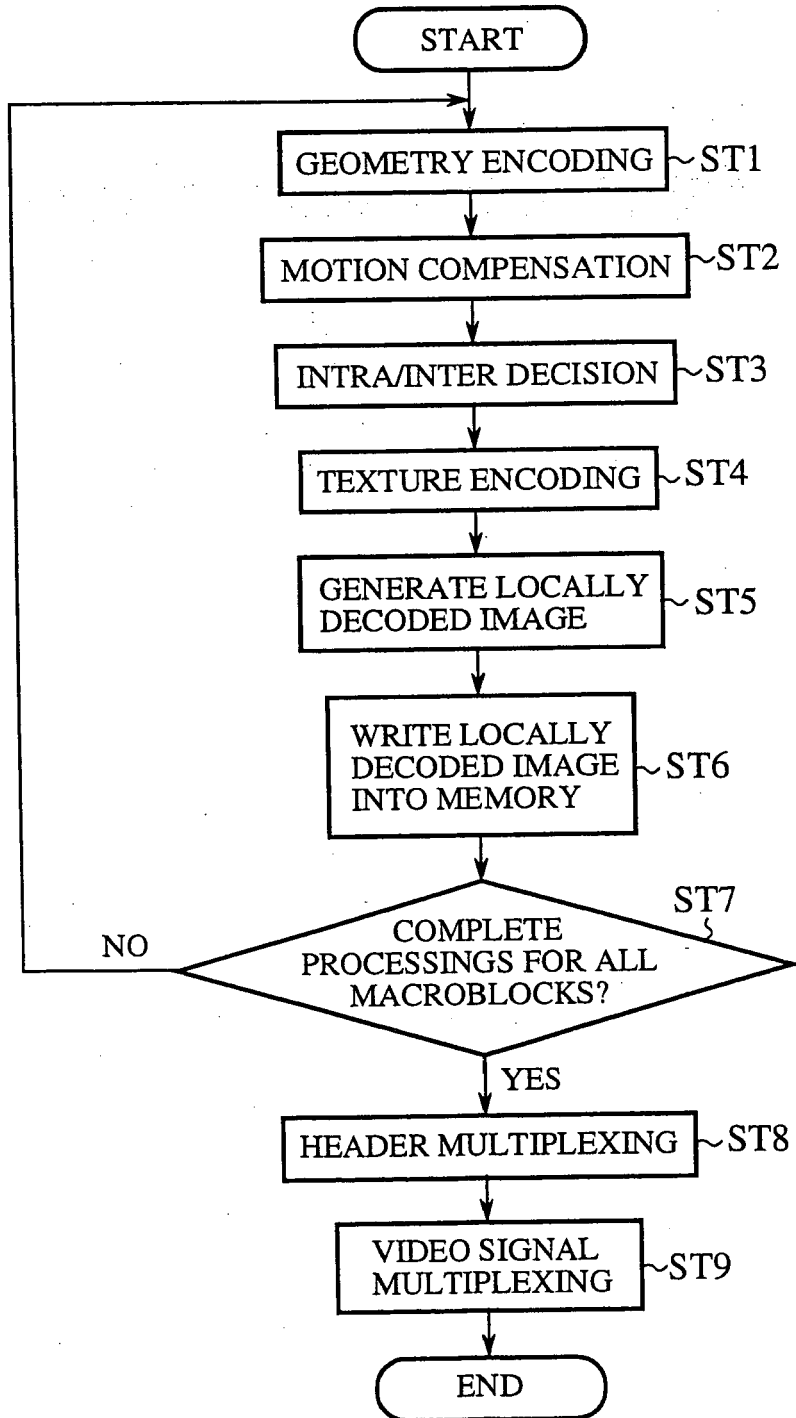 START
GEOMETRY ENCODING
ST1
MOTION COMPENSATION
ST2
INTRA/INTER DECISION
ST3
TEXTURE ENCODING
ST4
GENERATE LOCALLY
DECODED IMAGE
ST5
WRITE LOCALLY
DECODED IMAGE
INTO MEMORY
ST6
ST7
COMPLETE
PROCESSINGS FOR ALL
MACROBLOCKS?
NO
YES
HEADER MULTIPLEXING
ST8
VIDEO SIGNAL
MULTIPLEXING
ST9
END